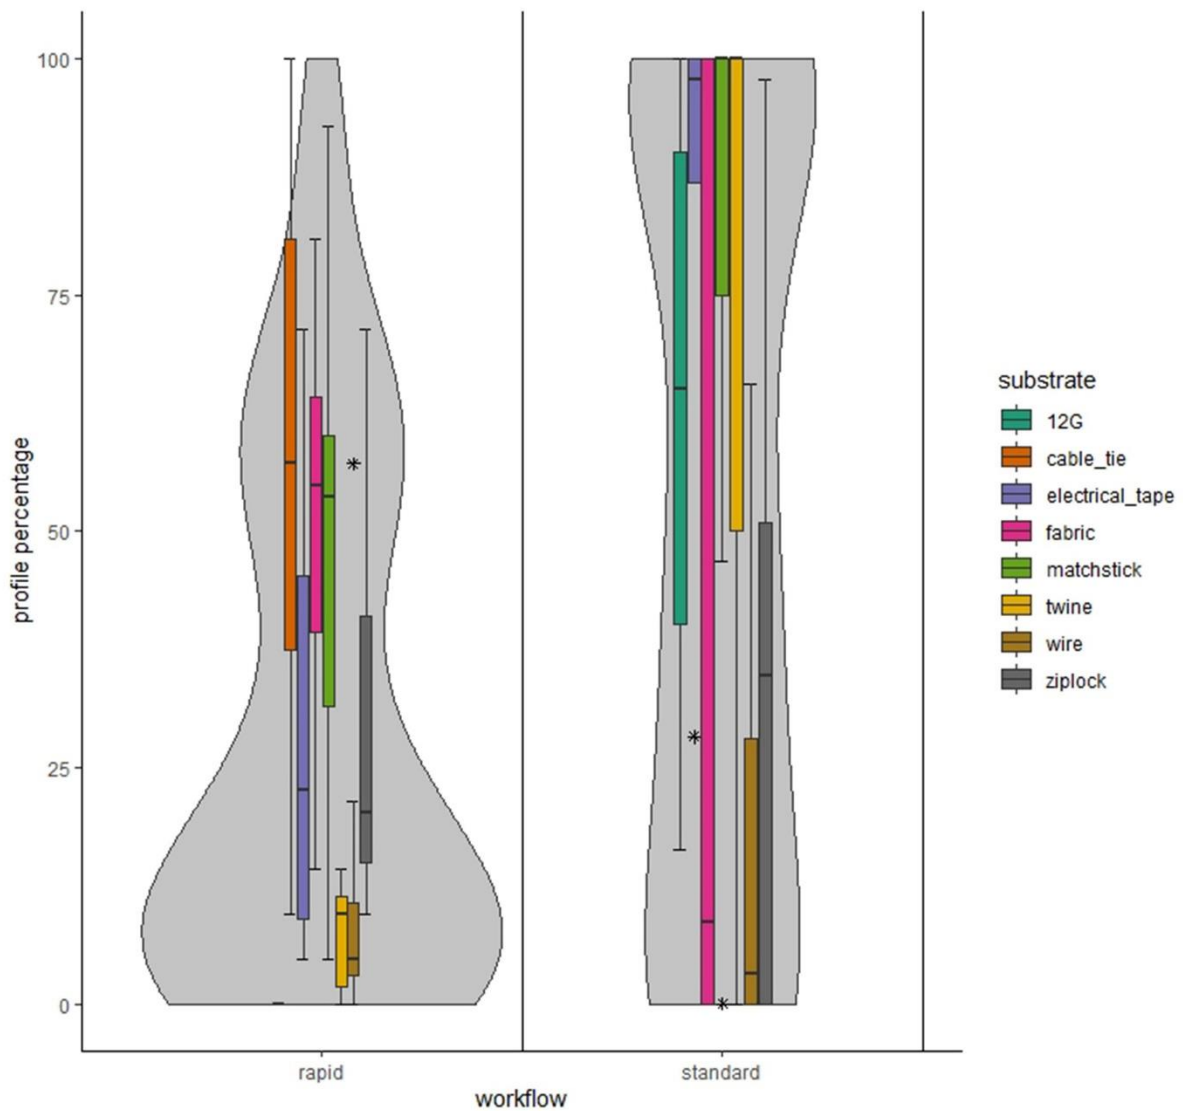 100
75
50
25
0
profile percentage
rapid
standard
workflow
substrate
12G
cable_tie
electrical_tape
fabric
matchstick
twine
wire
ziplock